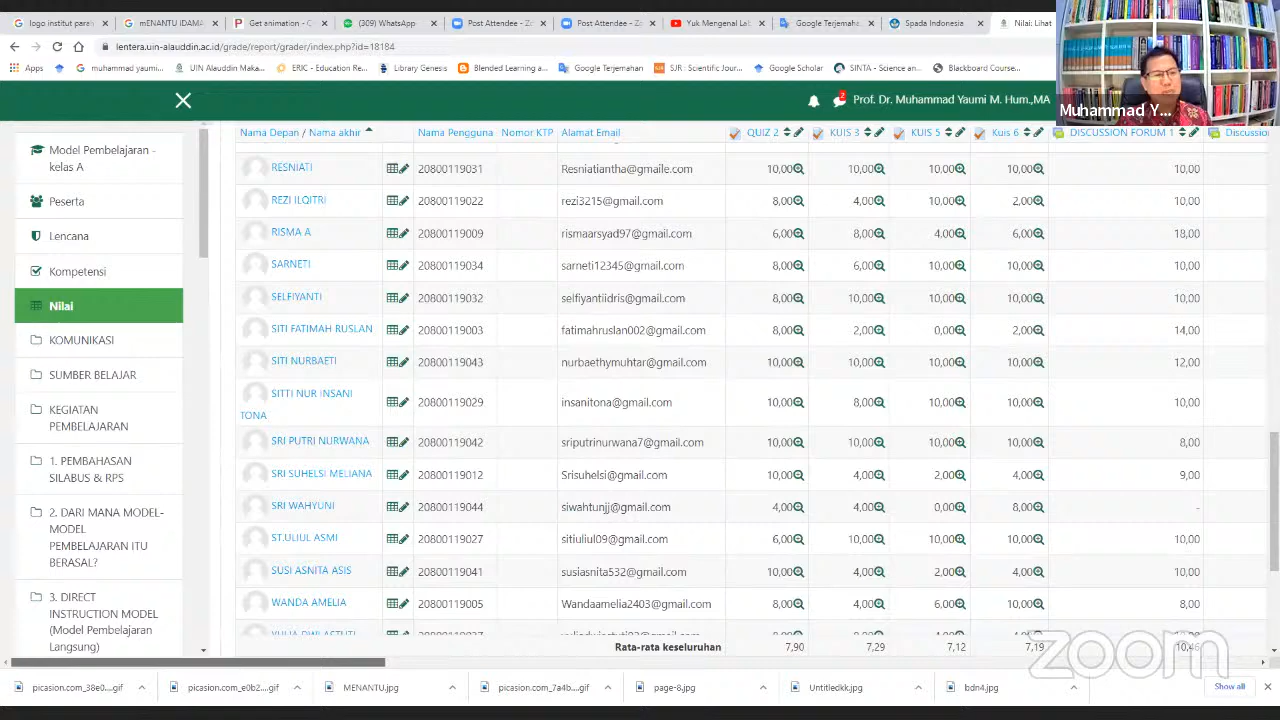 logo institut paraty
mENANTU IDAMA
Get animation - C
(309) WhatsApp
Post Attendee - Z
Post Attendee - Z
Yuk Mengenal La
Google Terjemah
Spada Indonesia
Nilai: Lihat
lentera.uin-alauddin.ac.id/grade/report/grader/index.php?id=18184
Apps
muhammad yaumi...
UIN Alauddin Maka...
ERIC - Education Re...
Library Genesis
Blended Learning a...
Google Terjemahan
SJR : Scientific Jour...
Google Scholar
SINTA - Science an...
Blackboard Course...
2
Prof. Dr. Muhammad Yaumi M. Hum.,MA
Muhammad Y...
Model Pembelajaran -
kelas A
Peserta
Lencana
Kompetensi
Nilai
KOMUNIKASI
SUMBER BELAJAR
KEGIATAN
PEMBELAJARAN
1. PEMBAHASAN
SILABUS & RPS
2. DARI MANA MODEL-
MODEL
PEMBELAJARAN ITU
BERASAL?
3. DIRECT
INSTRUCTION MODEL
(Model Pembelajaran
Langsung)
Nama Depan / Nama akhir Nama Pengguna Nomor KTP Alamat Email QUIZ 2 KUIS 3 KUIS 5 Kuis 6 DISCUSSION FORUM 1 Discussion
RESNIATI 20800119031 Resniatiantha@gmaile.com 10,00 10,00 10,00 10,00 10,00
REZI ILQITRI 20800119022 rezi3215@gmail.com 8,00 4,00 10,00 2,00 10,00
RISMA A 20800119009 rismaarsyad97@gmail.com 6,00 8,00 4,00 6,00 18,00
SARNETI 20800119034 sarneti12345@gmail.com 8,00 6,00 10,00 10,00 10,00
SELFIYANTI 20800119032 selfiyantiidris@gmail.com 8,00 10,00 10,00 10,00 10,00
SITI FATIMAH RUSLAN 20800119003 fatimahruslan002@gmail.com 8,00 2,00 0,00 2,00 14,00
SITI NURBAETI 20800119043 nurbaethymuhtar@gmail.com 10,00 10,00 10,00 10,00 12,00
SITTI NUR INSANI
TONA 20800119029 insanitona@gmail.com 10,00 8,00 10,00 10,00 10,00
SRI PUTRI NURWANA 20800119042 sriputrinurwana7@gmail.com 10,00 10,00 10,00 10,00 8,00
SRI SUHELSI MELIANA 20800119012 Srisuhelsi@gmail.com 10,00 4,00 2,00 4,00 9,00
SRI WAHYUNI 20800119044 siwahtunjj@gmail.com 4,00 4,00 0,00 8,00 -
ST.ULIUL ASMI 20800119027 sitiuliul09@gmail.com 6,00 10,00 10,00 10,00 10,00
SUSI ASNITA ASIS 20800119041 susiasnita532@gmail.com 10,00 4,00 2,00 4,00 10,00
WANDA AMELIA 20800119005 Wandaamelia2403@gmail.com 8,00 4,00 6,00 10,00 8,00
Rata-rata keseluruhan 7,90 7,29 7,12 7,19 10,46
zoom
picasion.com_38e0....gif
picasion.com_e0b2....gif
MENANTU.jpg
picasion.com_7a4b....gif
page-8.jpg
Untitledkk.jpg
bdn4.jpg
Show all